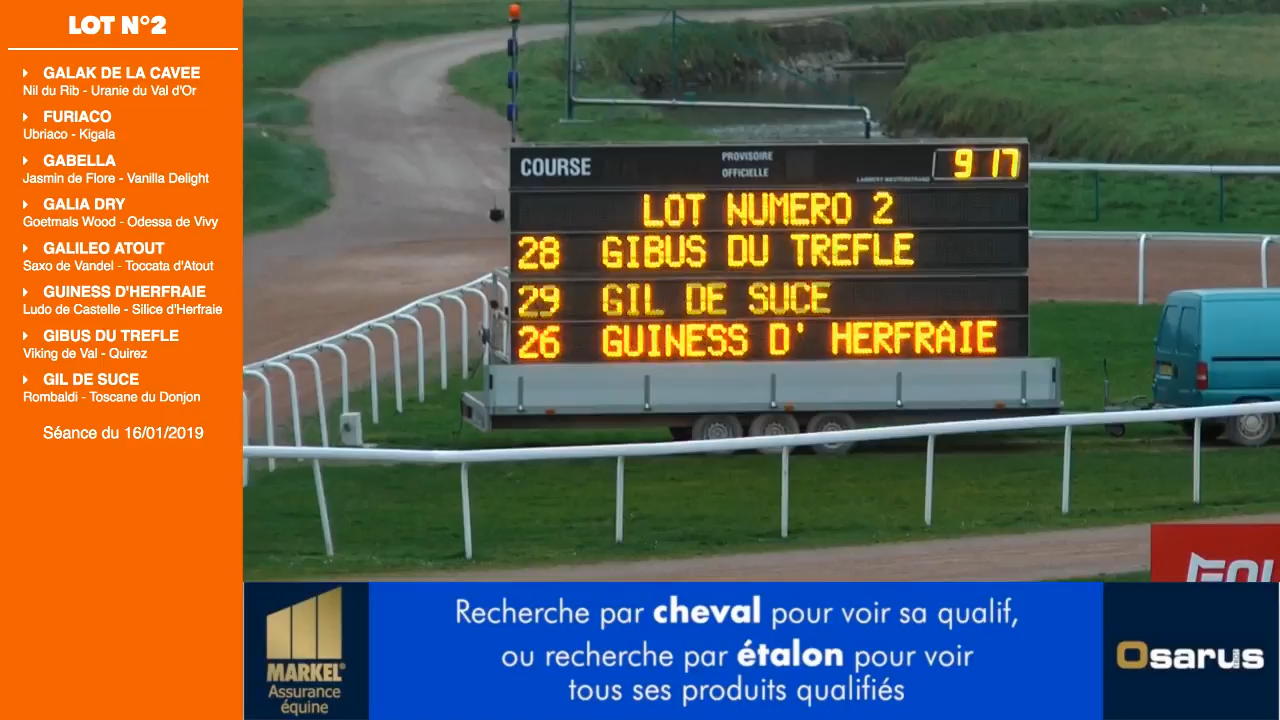 LOT N°2
GALAK DE LA CAVEE
Nil du Rib - Uranie du Val d'Or
FURIACO
Ubriaco - Kigala
GABELLA
Jasmin de Flore - Vanilla Delight
GALIA DRY
Goetmals Wood - Odessa de Vivy
GALILEO ATOUT
Saxo de Vandel - Toccata d'Atout
GUINESS D'HERFRAIE
Ludo de Castelle - Silice d'Herfraie
GIBUS DU TREFLE
Viking de Val - Quirez
GIL DE SUCE
Rombaldi - Toscane du Donjon
Séance du 16/01/2019
COURSE
PROVISOIRE
OFFICIELLE
9 17
LOT NUMERO 2
28 GIBUS DU TREFLE
29 GIL DE SUCE
26 GUINESS D' HERFRAIE
MARKEL
Assurance
équine
Recherche par cheval pour voir sa qualif,
ou recherche par étalon pour voir
tous ses produits qualifiés
Osarus